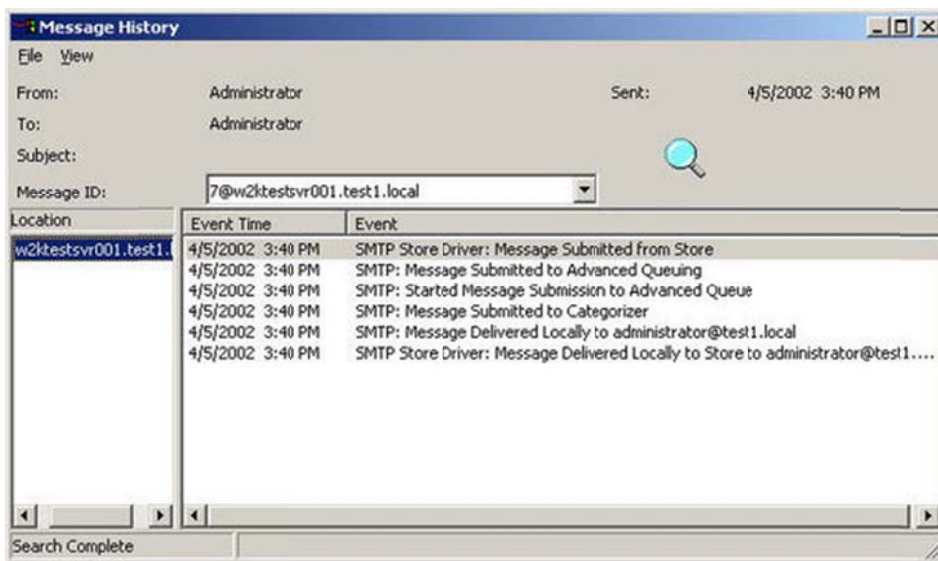 Message History
File View
From: Administrator Sent: 4/5/2002 3:40 PM
To: Administrator
Subject:
Message ID: 7@w2ktestsvr001.test1.local
Location Event Time Event
w2ktestsvr001.test1.l 4/5/2002 3:40 PM SMTP Store Driver: Message Submitted from Store
4/5/2002 3:40 PM SMTP: Message Submitted to Advanced Queuing
4/5/2002 3:40 PM SMTP: Started Message Submission to Advanced Queue
4/5/2002 3:40 PM SMTP: Message Submitted to Categorizer
4/5/2002 3:40 PM SMTP: Message Delivered Locally to administrator@test1.local
4/5/2002 3:40 PM SMTP Store Driver: Message Delivered Locally to Store to administrator@test1....
Search Complete